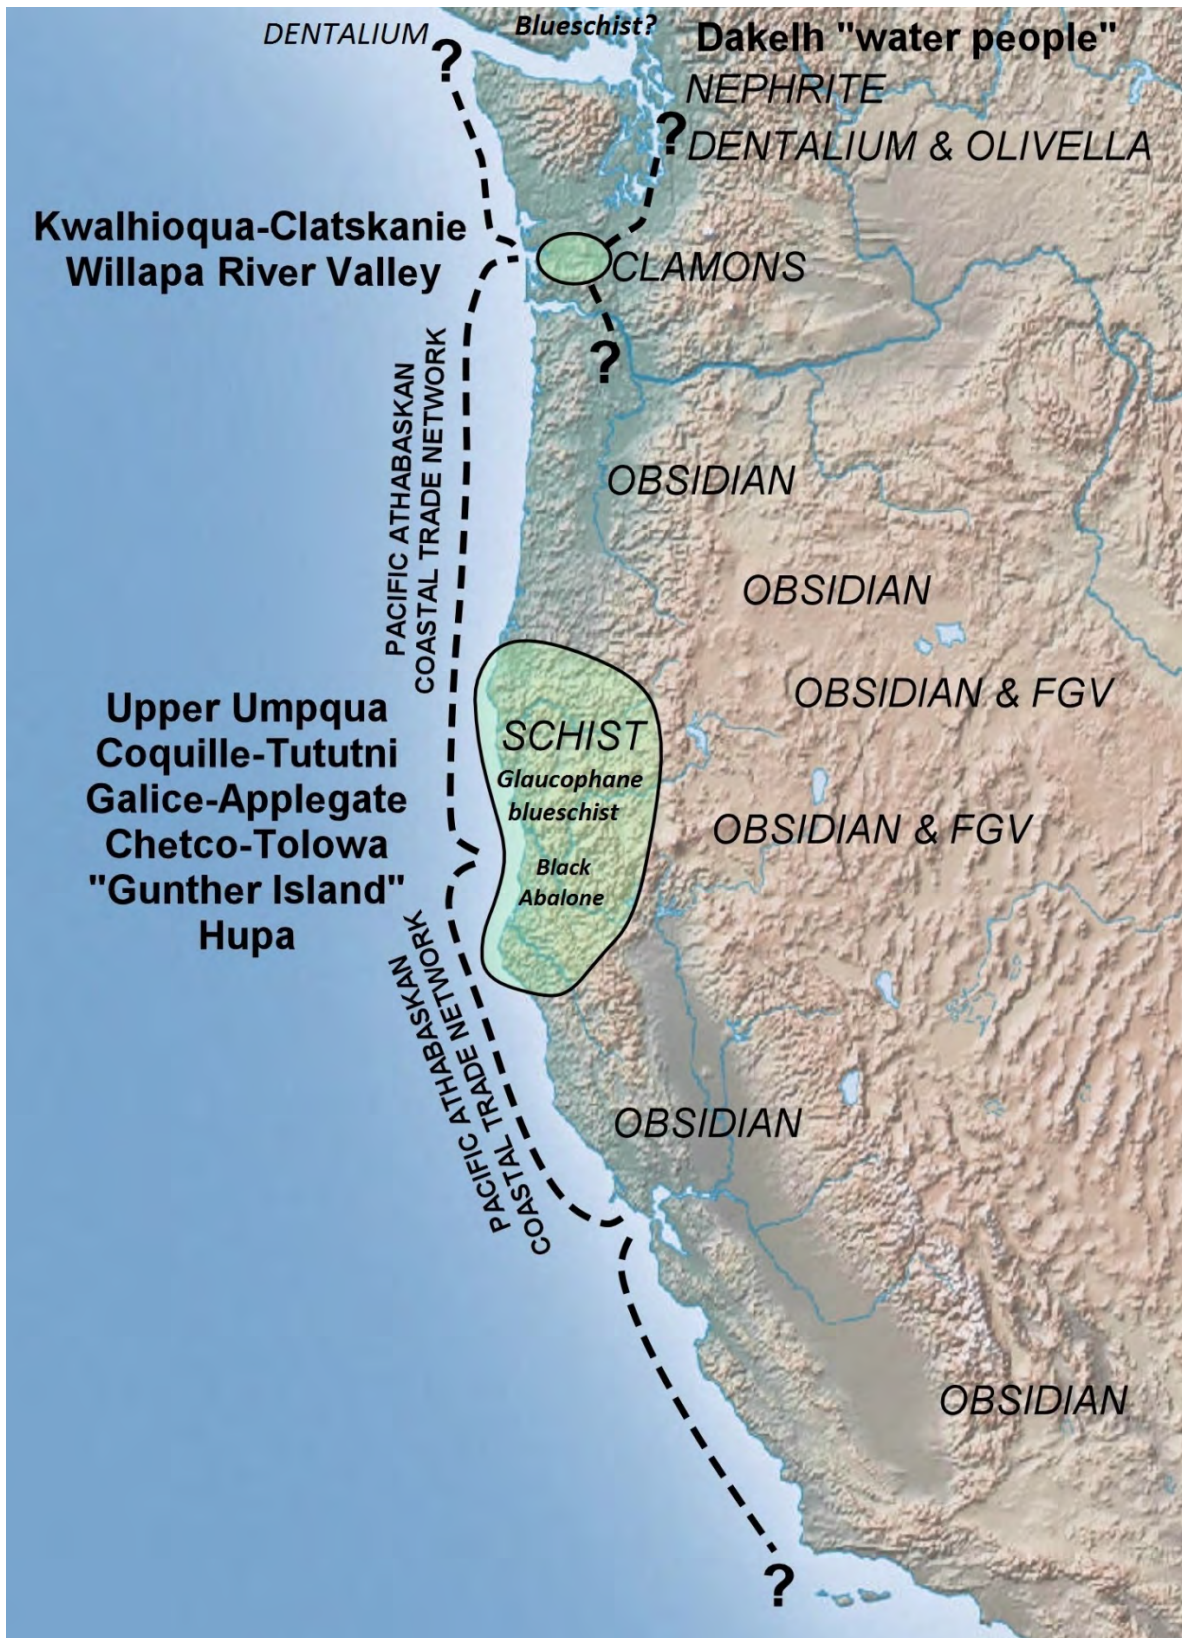 DENTALIUM
?
Blueschist?
Dakelh "water people"
NEPHRITE
?
DENTALIUM & OLIVELLA
Kwalhioqua-Clatskanie
Willapa River Valley
CLAMONS
?
PACIFIC ATHABASKAN
COASTAL TRADE NETWORK
OBSIDIAN
OBSIDIAN
OBSIDIAN & FGV
Upper Umpqua
Coquille-Tututni
Galice-Applegate
Chetco-Tolowa
"Gunther Island"
Hupa
SCHIST
Glaucophane
blueschist
Black
Abalone
OBSIDIAN & FGV
PACIFIC ATHABASKAN
COASTAL TRADE NETWORK
OBSIDIAN
OBSIDIAN
?